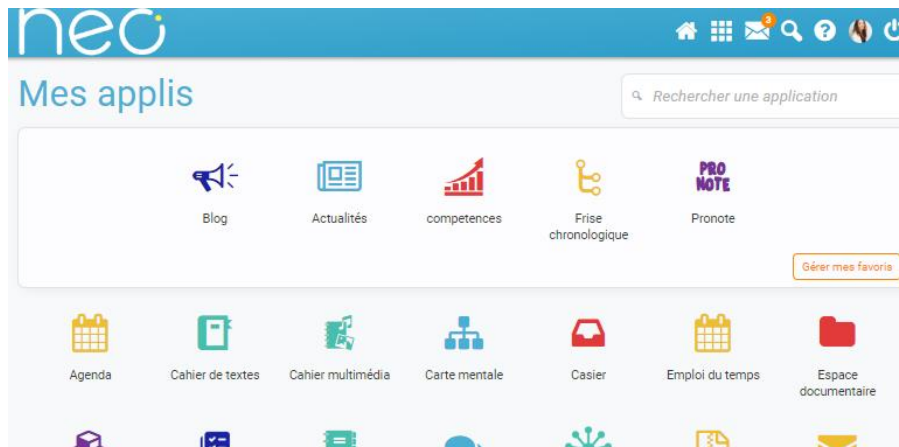 neo
3
Mes applis
Rechercher une application
Blog
Actualités
competences
Frise
chronologique
PRO
NOTE
Pronote
Gérer mes favoris
Agenda
Cahier de textes
Cahier multimédia
Carte mentale
Casier
Emploi du temps
Espace
documentaire